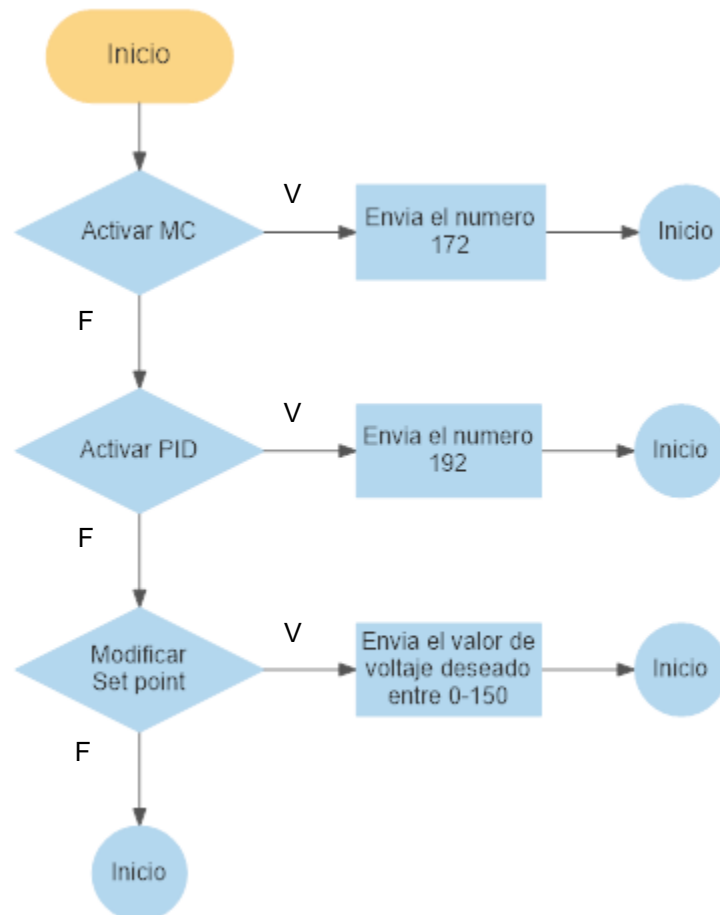 Inicio
Activar MC
V
Envia el numero
172
Inicio
F
Activar PID
V
Envia el numero
192
Inicio
F
Modificar
Set point
V
Envia el valor de
voltaje deseado
entre 0-150
Inicio
F
Inicio